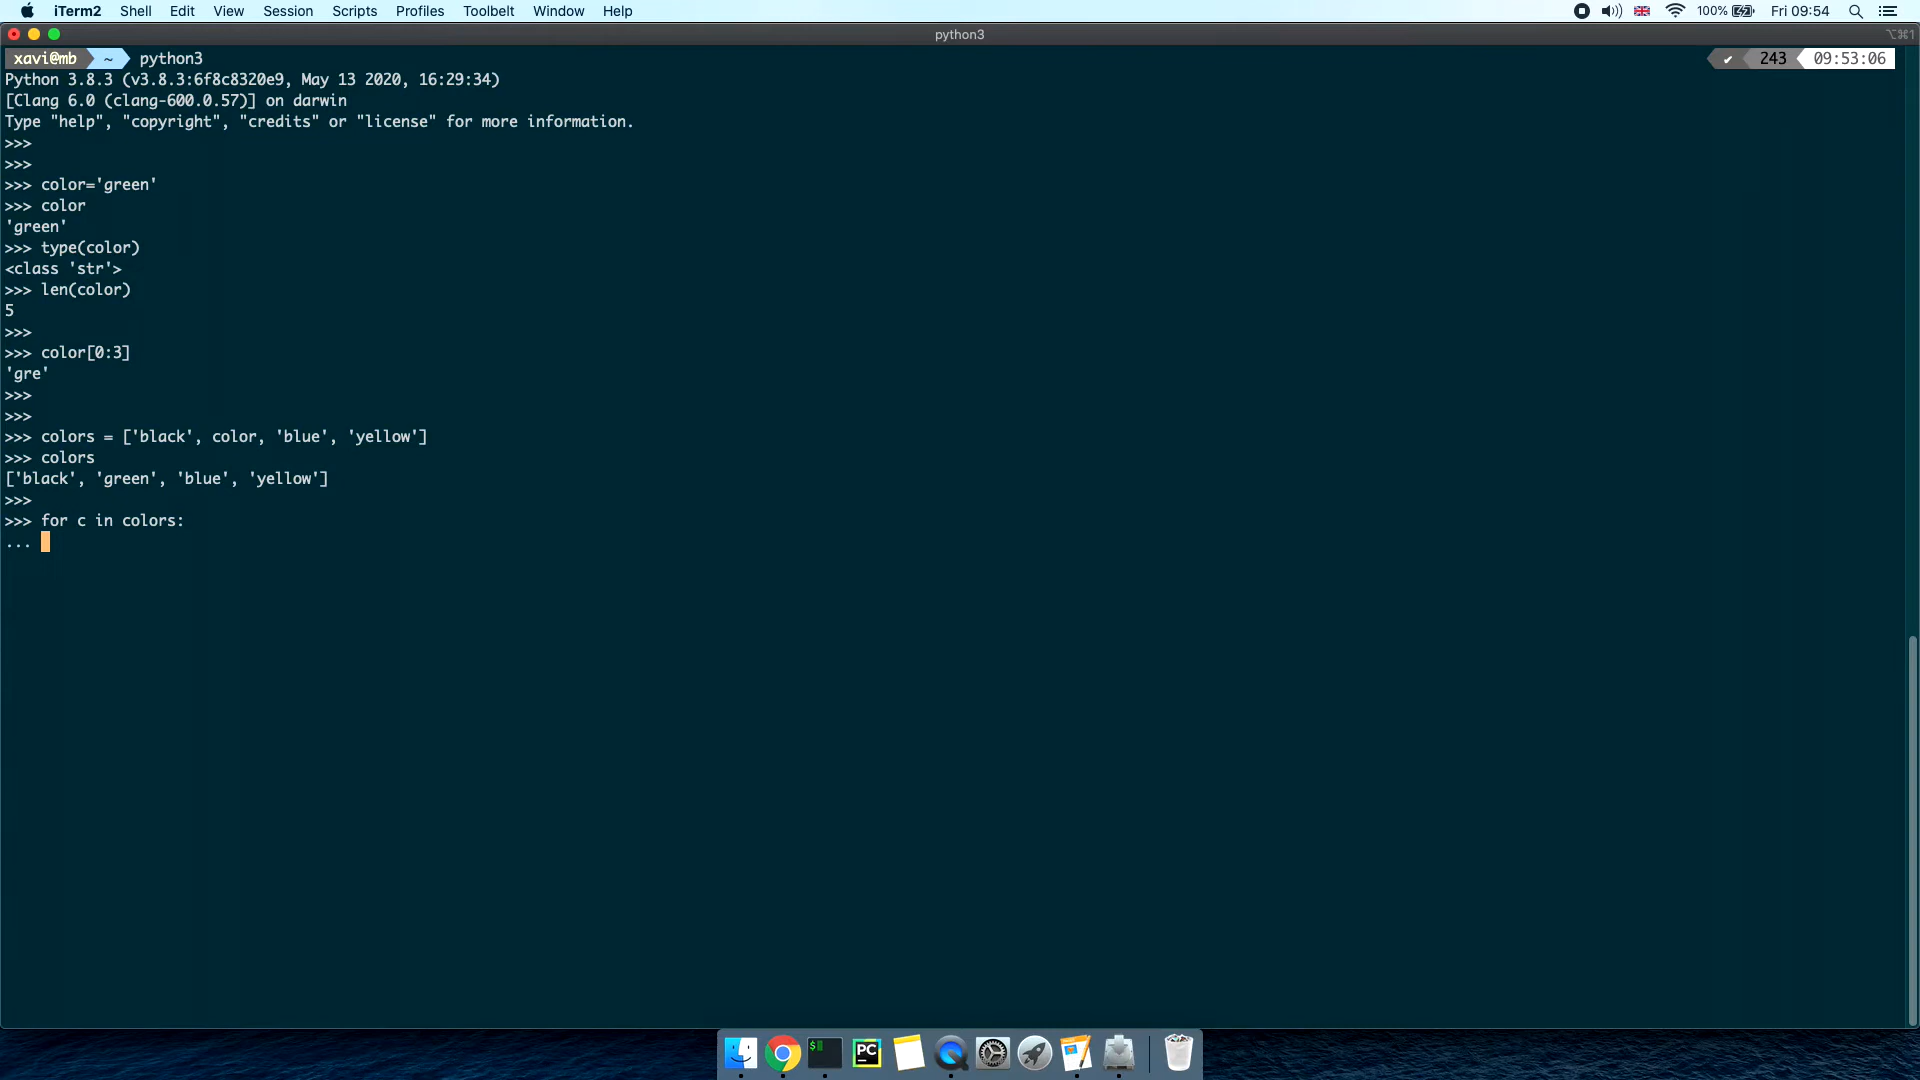 iTerm2 Shell Edit View Session Scripts Profiles Toolbelt Window Help 100% Fri 09:54
python3 ⌥⌘1
xavi@mb ~ python3 ✔ 243 09:53:06
Python 3.8.3 (v3.8.3:6f8c8320e9, May 13 2020, 16:29:34)
[Clang 6.0 (clang-600.0.57)] on darwin
Type "help", "copyright", "credits" or "license" for more information.
>>>
>>>
>>> color='green'
>>> color
'green'
>>> type(color)
<class 'str'>
>>> len(color)
5
>>>
>>> color[0:3]
'gre'
>>>
>>>
>>> colors = ['black', color, 'blue', 'yellow']
>>> colors
['black', 'green', 'blue', 'yellow']
>>>
>>> for c in colors:
...
$ PC